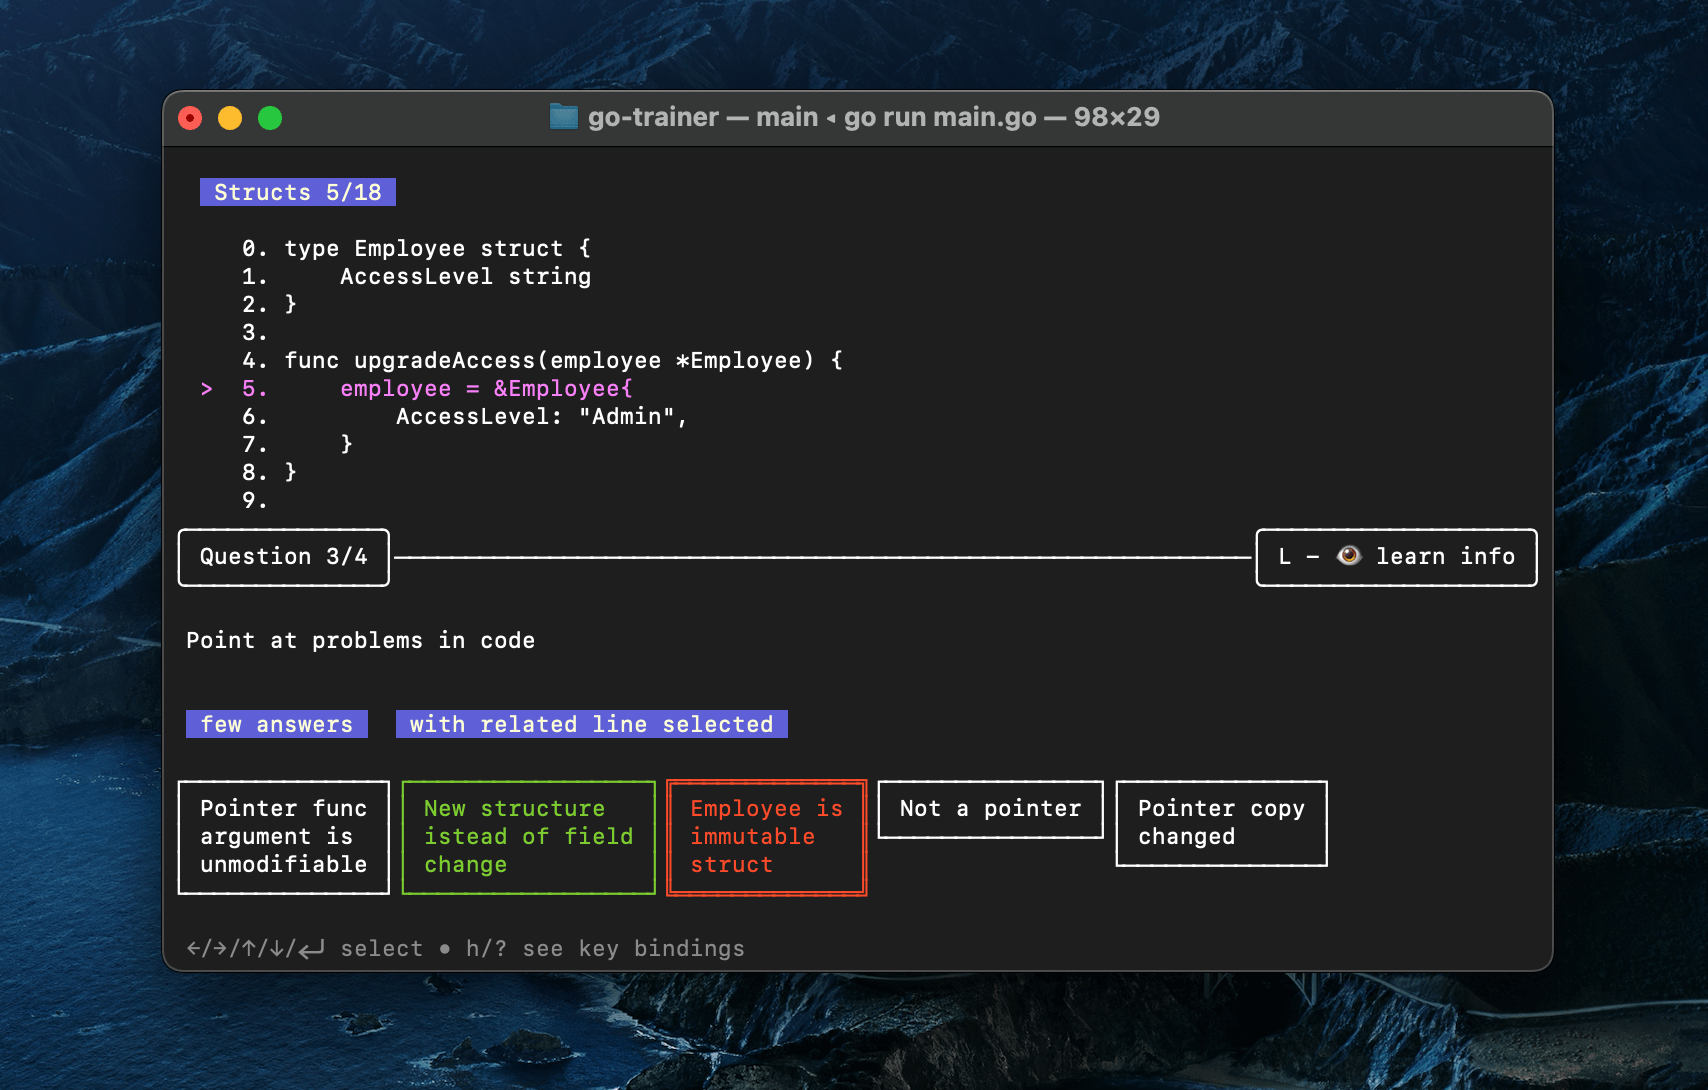 go-trainer — main ◂ go run main.go — 98×29
Structs 5/18
0. type Employee struct {
1.     AccessLevel string
2. }
3.
4. func upgradeAccess(employee *Employee) {
> 5.     employee = &Employee{
6.         AccessLevel: "Admin",
7.     }
8. }
9.
Question 3/4
L – 👁 learn info
Point at problems in code
few answers   with related line selected
Pointer func
argument is
unmodifiable
New structure
istead of field
change
Employee is
immutable
struct
Not a pointer
Pointer copy
changed
←/→/↑/↓/↵ select • h/? see key bindings